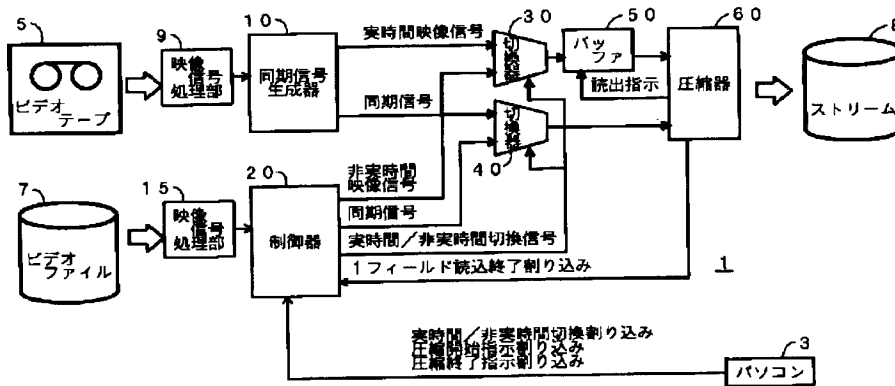 5
ビデオ
テープ
9
映像
信号
処理部
10
同期信号
生成器
実時間映像信号
同期信号
30
切換器
50
バッファ
読出指示
60
圧縮器
8
ストリーム
切換器
40
7
ビデオ
ファイル
15
映像
信号
処理部
20
制御器
非実時間
映像信号
同期信号
実時間/非実時間切換信号
1フィールド読込終了割り込み
1
実時間/非実時間切換割り込み
圧縮開始指示割り込み
圧縮終了指示割り込み
3
パソコン